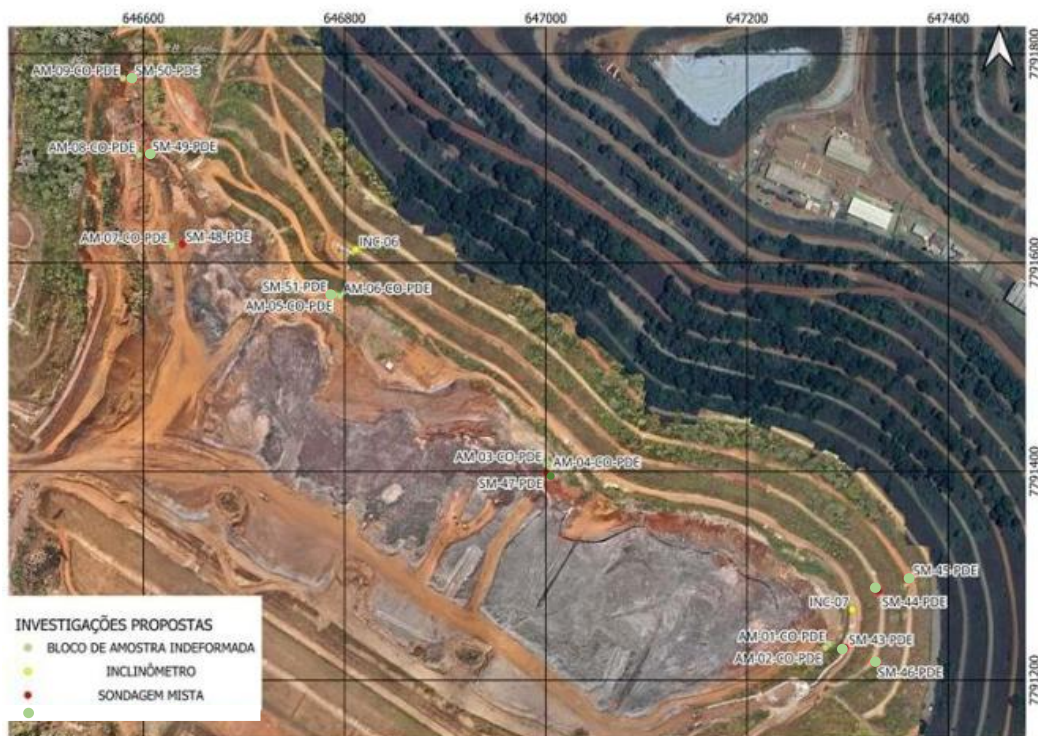 646600 646800 647000 647200 647400
7791800
AM-09-CO-PDE SM-50-PDE
AM-08-CO-PDE SM-49-PDE
AM-07-CO-PDE SM-48-PDE
INC-06
7791600
SM-51-PDE AM-06-CO-PDE
AM-05-CO-PDE
AM-03-CO-PDE AM-04-CO-PDE
7791400
SM-47-PDE
SM-45-PDE
INC-07 SM-44-PDE
AM-01-CO-PDE SM-43-PDE
AM-02-CO-PDE
SM-46-PDE
7791200
INVESTIGAÇÕES PROPOSTAS
BLOCO DE AMOSTRA INDEFORMADA
INCLINÔMETRO
SONDAGEM MISTA